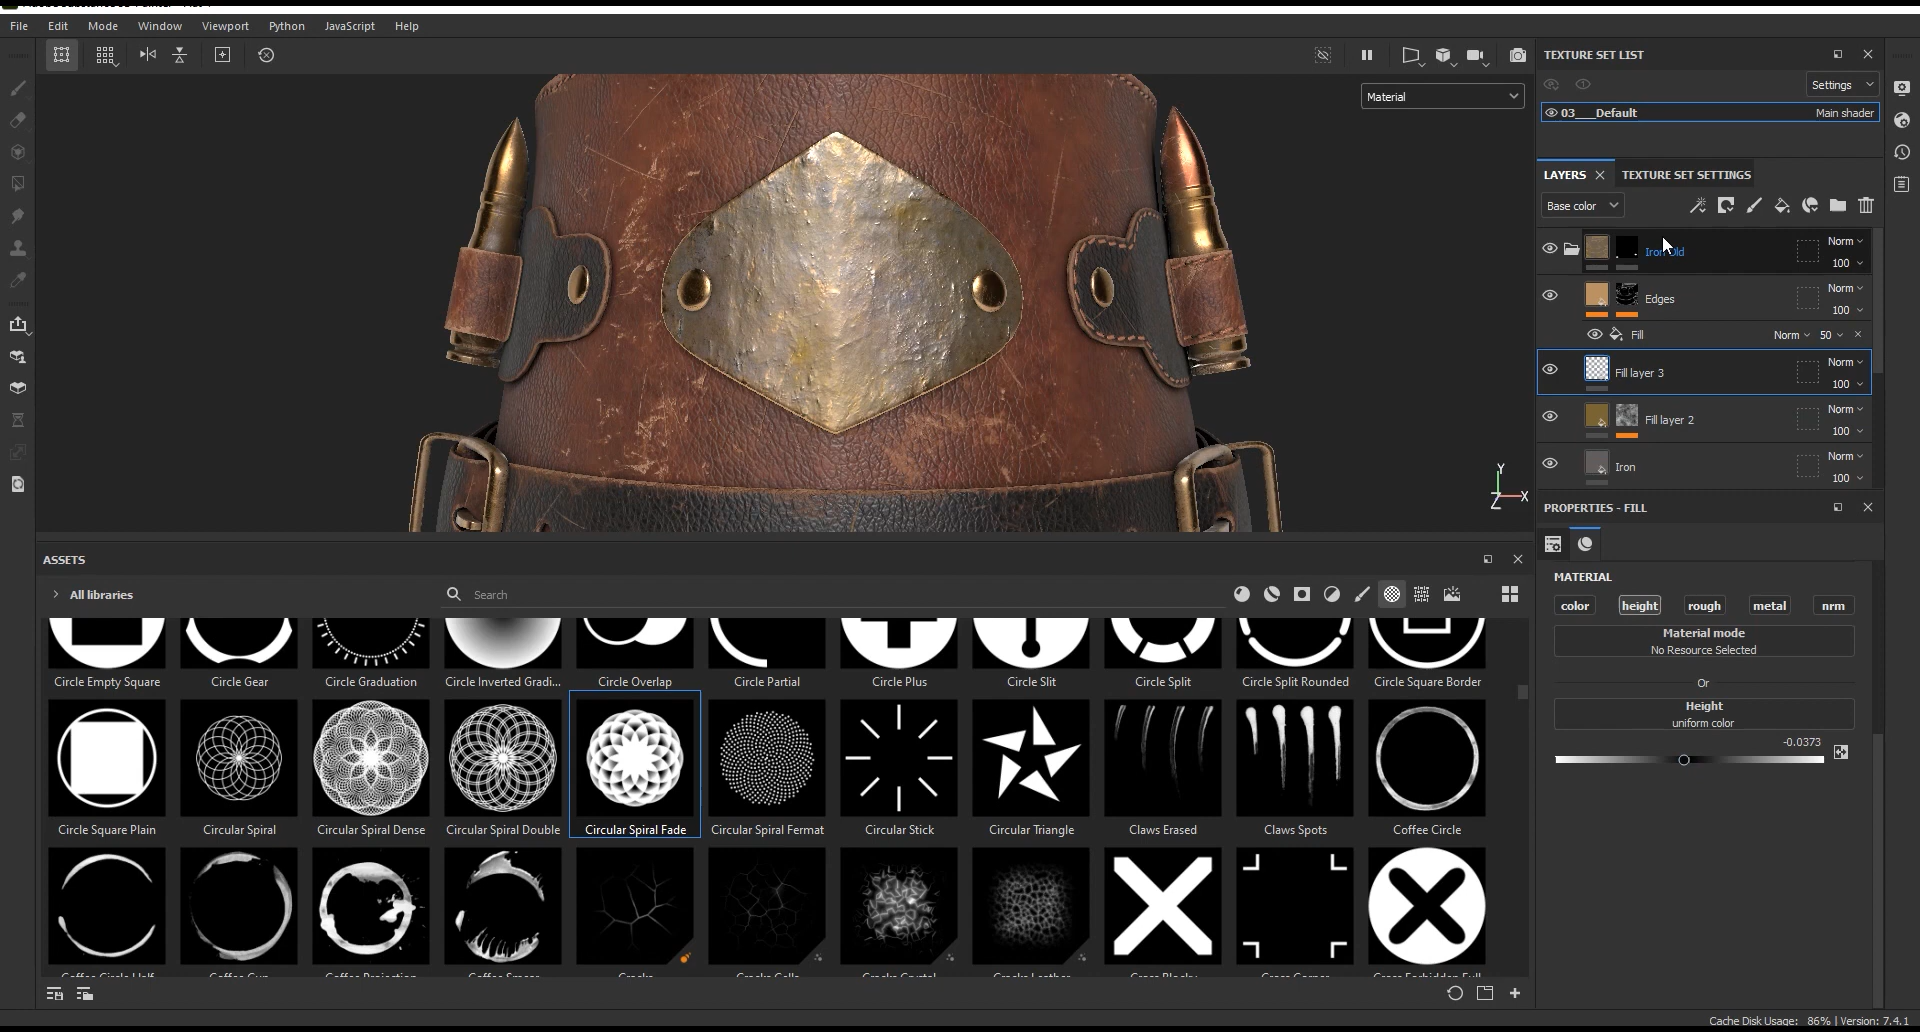 File Edit Mode Window Viewport Python JavaScript Help
Material
Y
X
Z
TEXTURE SET LIST
Settings
03___Default Main shader
LAYERS TEXTURE SET SETTINGS
Base color
Norm
100
Norm
Edges
100
Fill Norm 50
Norm
Fill layer 3
100
Norm
Fill layer 2
100
Norm
Iron
100
PROPERTIES - FILL
MATERIAL
color height rough metal nrm
Material mode
No Resource Selected
Or
Height
uniform color
-0.0373
ASSETS
All libraries
Search
Circle Empty Square Circle Gear Circle Graduation Circle Inverted Gradi... Circle Overlap Circle Partial Circle Plus Circle Slit Circle Split Circle Split Rounded Circle Square Border
Circle Square Plain Circular Spiral Circular Spiral Dense Circular Spiral Double Circular Spiral Fade Circular Spiral Fermat Circular Stick Circular Triangle Claws Erased Claws Spots Coffee Circle
Cache Disk Usage: 86% | Version: 7.4.1